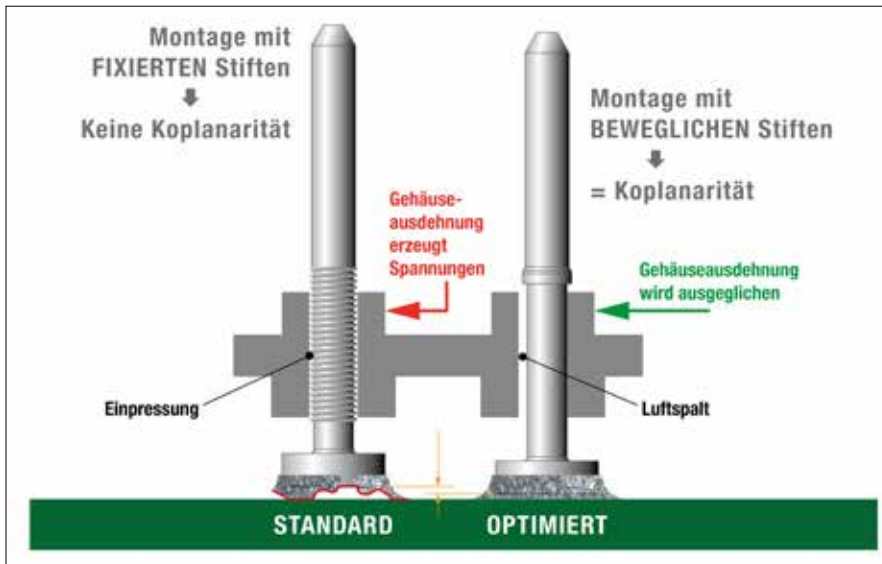 Montage mit
FIXIERTEN Stiften
Keine Koplanarität
Montage mit
BEWEGLICHEN Stiften
= Koplanarität
Gehäuse-
ausdehnung
erzeugt
Spannungen
Gehäuseausdehnung
wird ausgeglichen
Einpressung
Luftspalt
STANDARD
OPTIMIERT